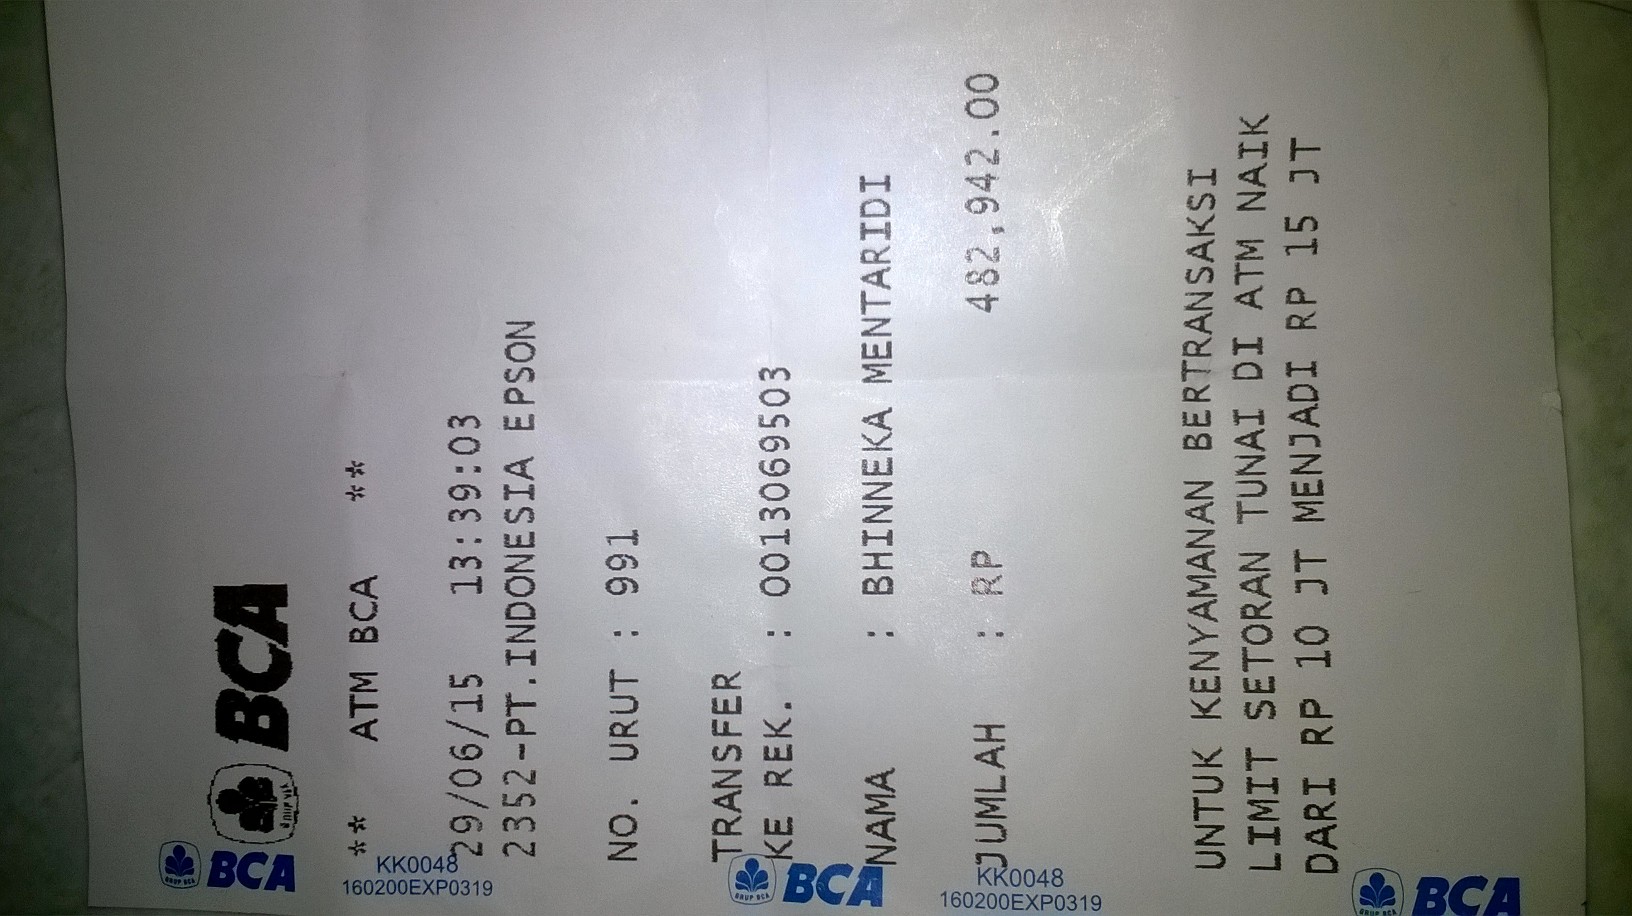 BCA
** ATM BCA **
29/06/15 13:39:03
2352-PT.INDONESIA EPSON
NO. URUT : 991
TRANSFER
KE REK. : 0013069503
NAMA : BHINNEKA MENTARIDI
JUMLAH : RP 482,942.00
UNTUK KENYAMANAN BERTRANSAKSI
LIMIT SETORAN TUNAI DI ATM NAIK
DARI RP 10 JT MENJADI RP 15 JT
BCA
KK0048
160200EXP0319
BCA
KK0048
160200EXP0319
BCA